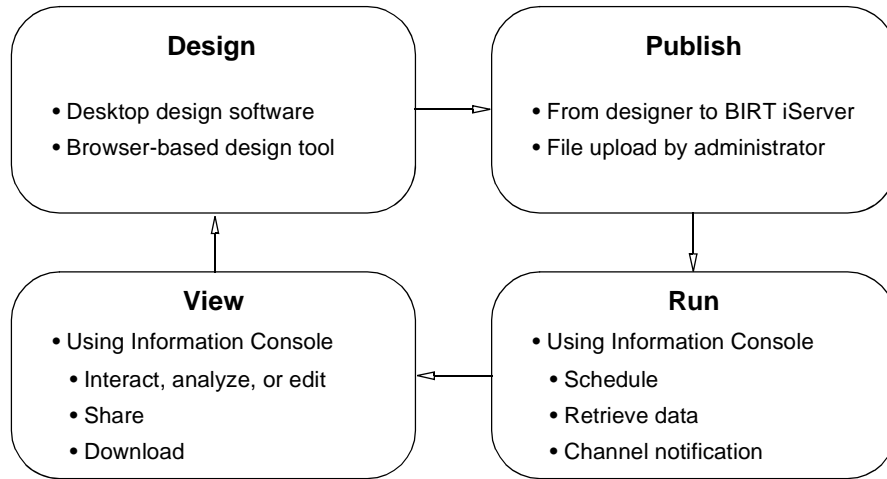 Design
• Desktop design software
• Browser-based design tool
Publish
• From designer to BIRT iServer
• File upload by administrator
View
• Using Information Console
• Interact, analyze, or edit
• Share
• Download
Run
• Using Information Console
• Schedule
• Retrieve data
• Channel notification